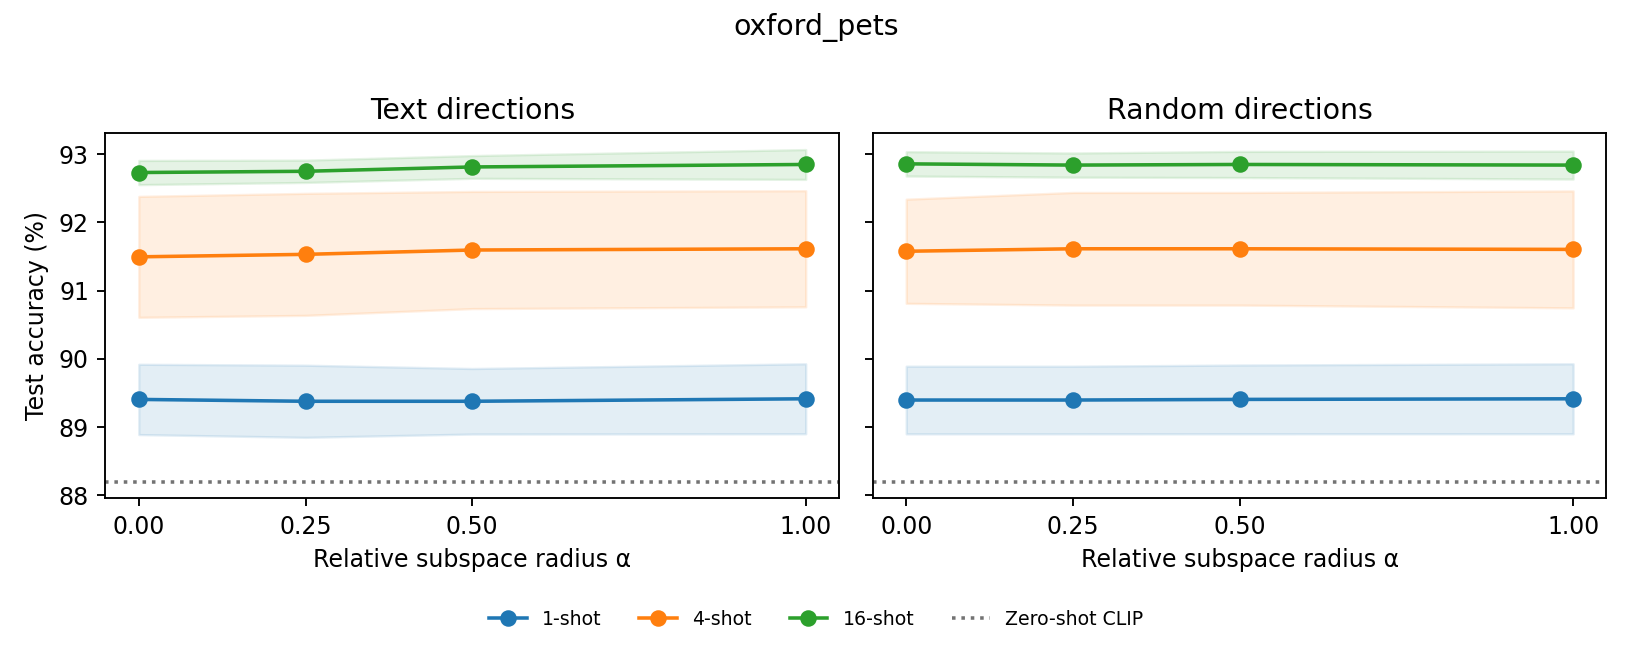 oxford_pets
Text directions
Random directions
Test accuracy (%)
93
92
91
90
89
88
0.00 0.25 0.50 1.00
0.00 0.25 0.50 1.00
Relative subspace radius α
Relative subspace radius α
1-shot 4-shot 16-shot Zero-shot CLIP